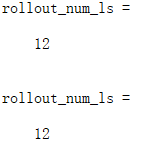 rollout_num_ls =
12
rollout_num_ls =
12